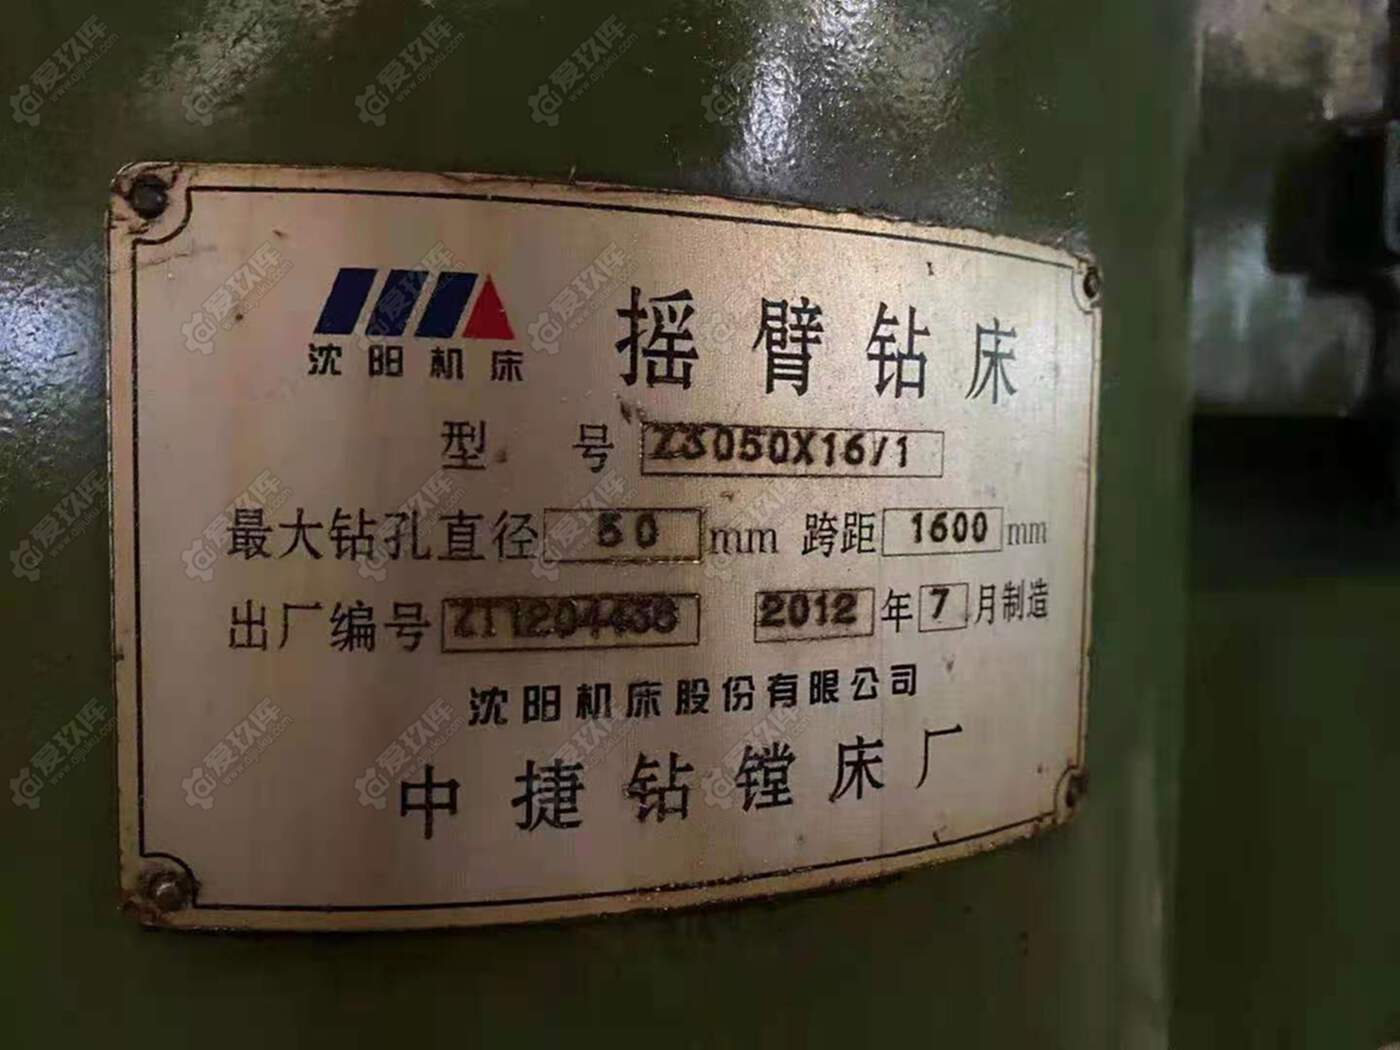 沈阳机床 摇臂钻床
型号 Z3050X16/1
最大钻孔直径 50 mm 跨距 1600 mm
出厂编号 ZT1204438 2012 年 7 月制造
沈阳机床股份有限公司
中捷钻镗床厂